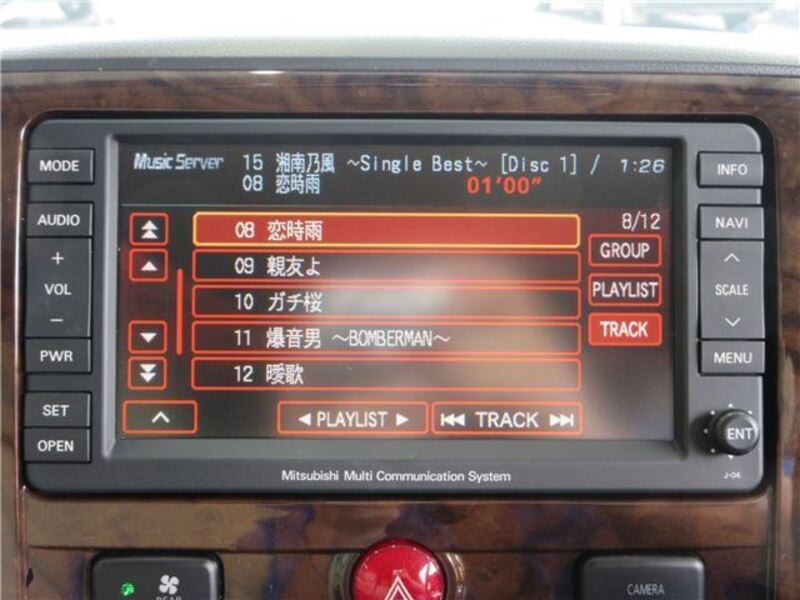 MODE
AUDIO
+
VOL
−
PWR
SET
OPEN
Music Server 15 湘南乃風 ~Single Best~ [Disc 1] / 1:26
08 恋時雨 01'00"
8/12
08 恋時雨
09 親友よ
10 ガチ桜
11 爆音男 ~BOMBERMAN~
12 曖歌
GROUP
PLAYLIST
TRACK
◀ PLAYLIST ▶
⏮ TRACK ⏭
INFO
NAVI
SCALE
MENU
ENT
J-04
Mitsubishi Multi Communication System
REAR
CAMERA